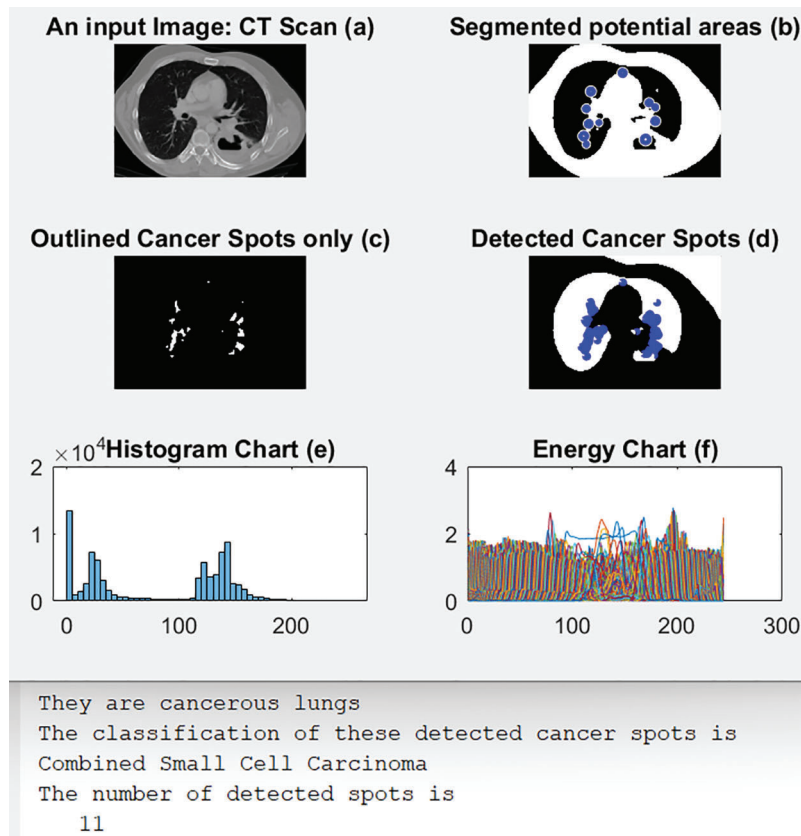 An input Image: CT Scan (a)
Segmented potential areas (b)
Outlined Cancer Spots only (c)
Detected Cancer Spots (d)
×10⁴ Histogram Chart (e)
2
1
0
0 100 200
Energy Chart (f)
4
2
0
0 100 200 300
They are cancerous lungs
The classification of these detected cancer spots is
Combined Small Cell Carcinoma
The number of detected spots is
11